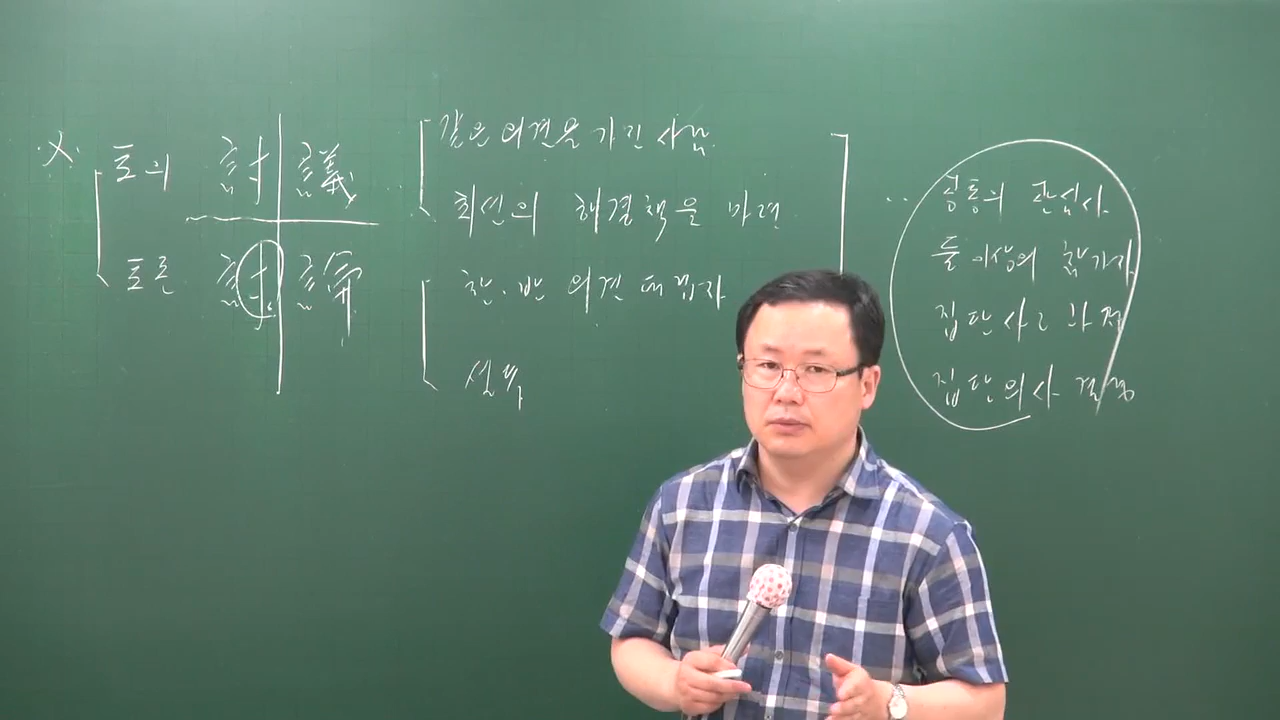 토의 討議
같은 의견을 가진 사람
최선의 해결책을 마련
토론 討論
찬·반 의견 대립자
설득
공통의 관심사
둘 이상의 참가자
집단 사고 과정
집단 의사 결정